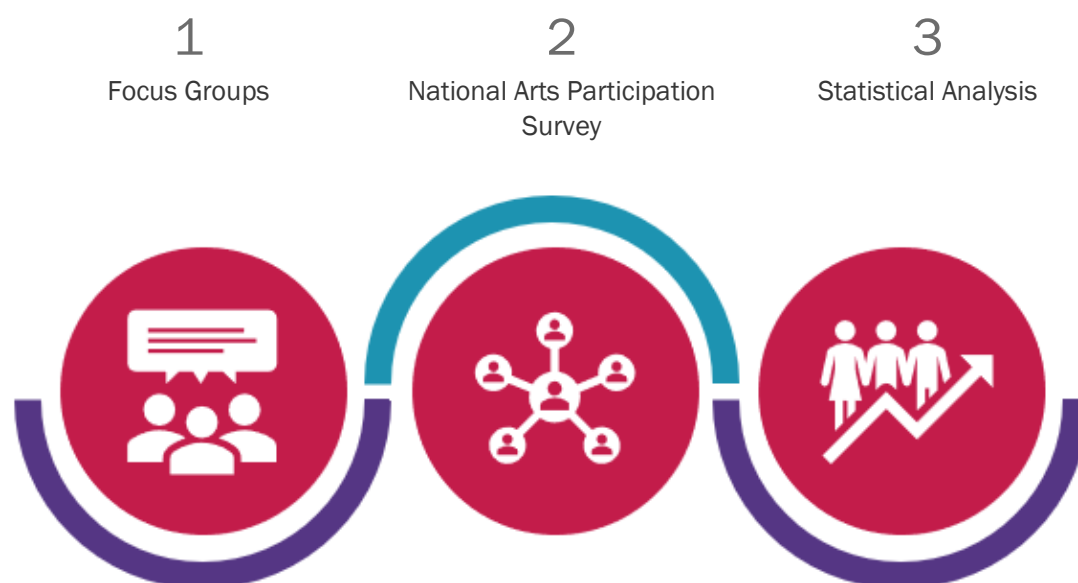 1
Focus Groups
2
National Arts Participation
Survey
3
Statistical Analysis